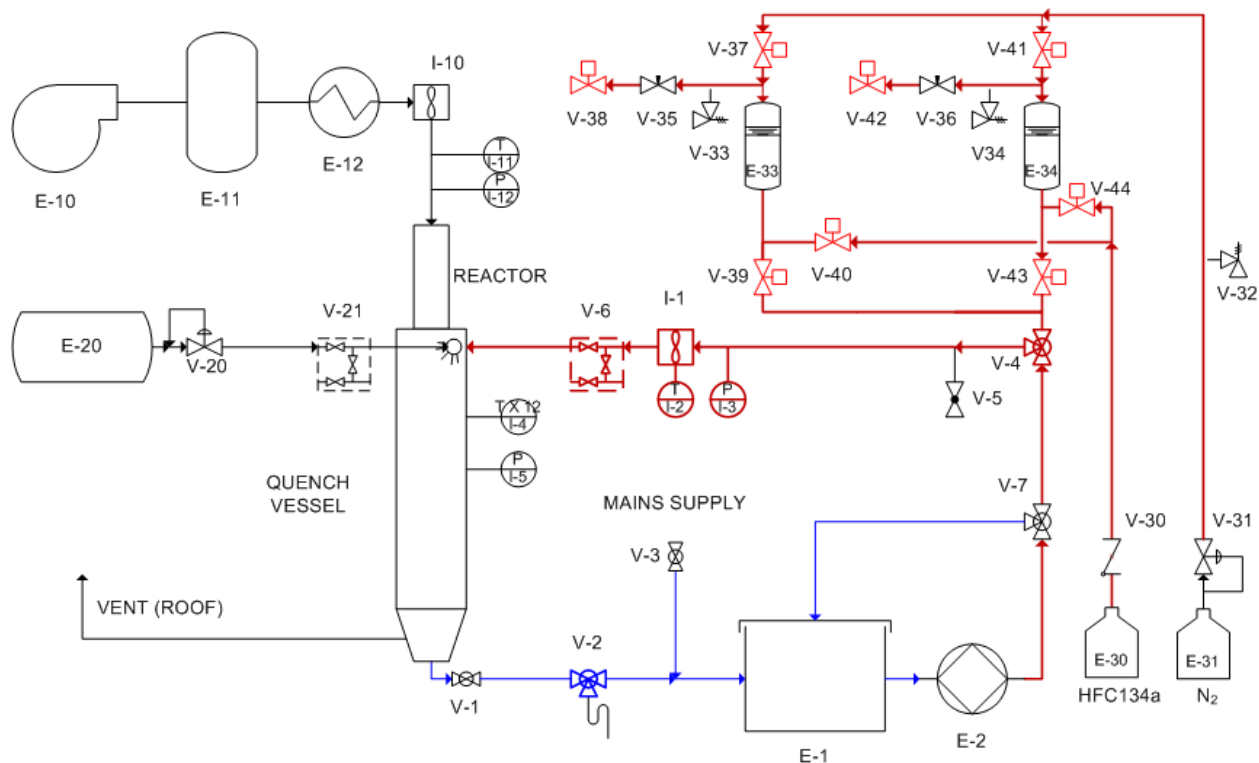 V-37
V-41
I-10
V-38
V-35
V-33
V-42
V-36
V34
E-12
T
I-11
P
I-12
E-33
E-34
V-44
E-10
E-11
REACTOR
V-39
V-40
V-43
V-32
V-21
V-6
I-1
E-20
V-20
V-4
T
I-2
P
I-3
V-5
T X 12
I-4
P
I-5
QUENCH
VESSEL
MAINS SUPPLY
V-7
V-30
V-31
V-3
VENT (ROOF)
V-2
E-30
E-31
HFC134a
N₂
V-1
E-1
E-2